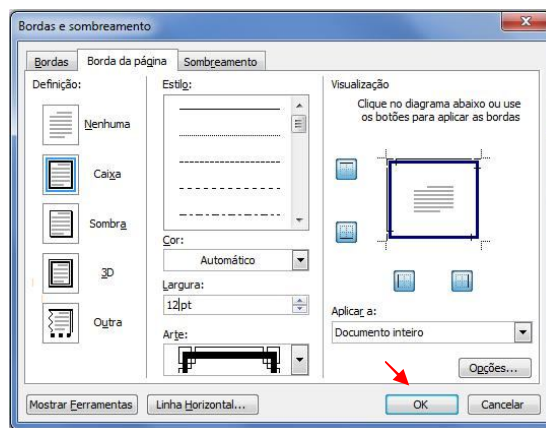 Bordas e sombreamento
Bordas
Borda da página
Sombreamento
Definição:
Nenhuma
Caixa
Sombra
3D
Outra
Estilo:
Cor:
Automático
Largura:
12 pt
Arte:
Visualização
Clique no diagrama abaixo ou use
os botões para aplicar as bordas
Aplicar a:
Documento inteiro
Opções...
Mostrar Ferramentas
Linha Horizontal...
OK
Cancelar